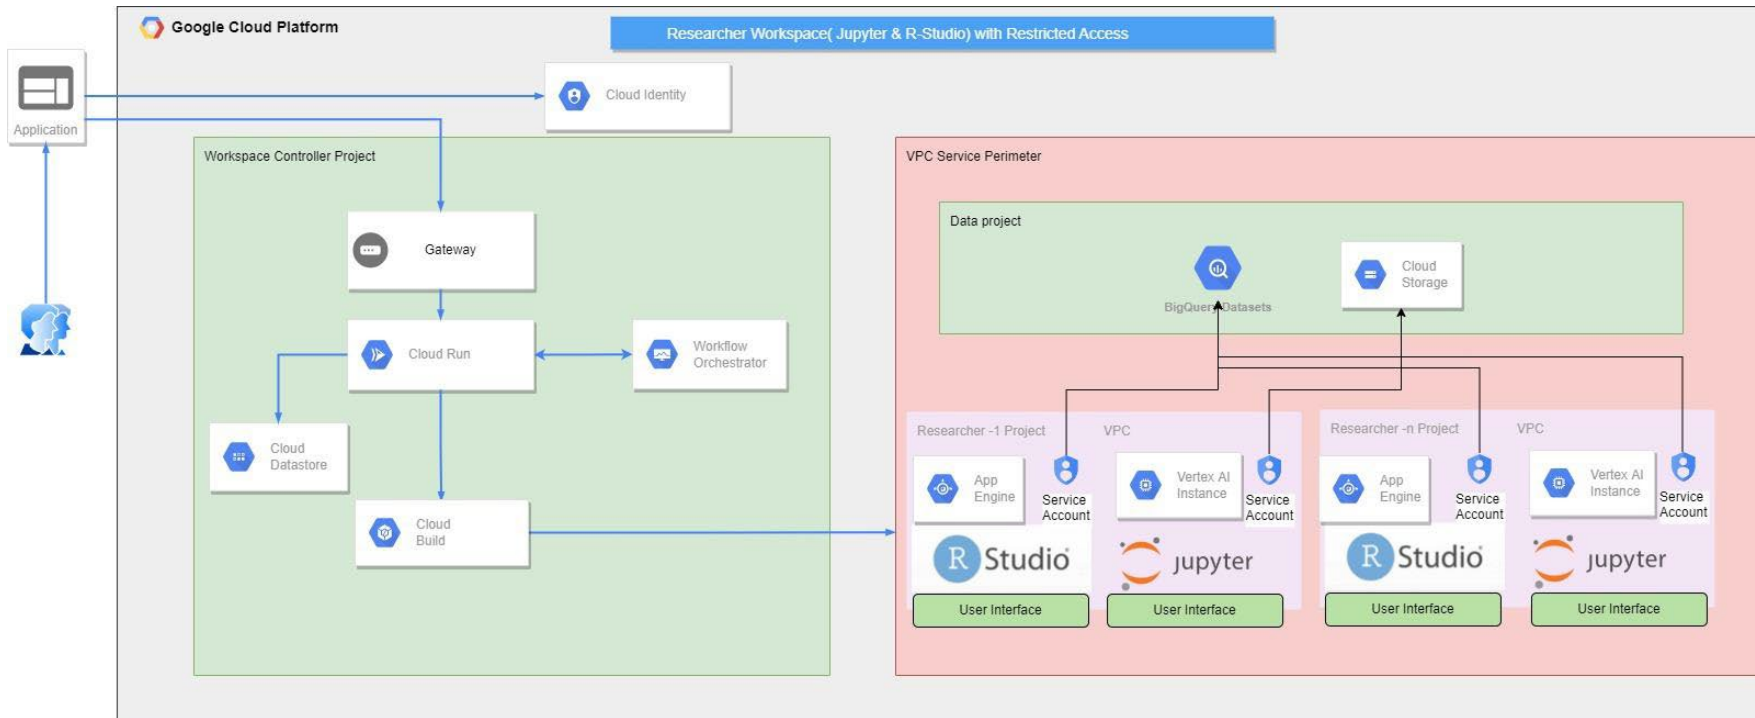 Google Cloud Platform
Researcher Workspace( Jupyter & R-Studio) with Restricted Access
Application
Cloud Identity
Workspace Controller Project
Gateway
Cloud Run
Workflow
Orchestrator
Cloud
Datastore
Cloud
Build
VPC Service Perimeter
Data project
BigQuery Datasets
Cloud
Storage
Researcher -1 Project
VPC
App
Engine
Service
Account
Vertex AI
Instance
Service
Account
R Studio
jupyter
User Interface
User Interface
Researcher -n Project
VPC
App
Engine
Service
Account
Vertex AI
Instance
Service
Account
R Studio
jupyter
User Interface
User Interface